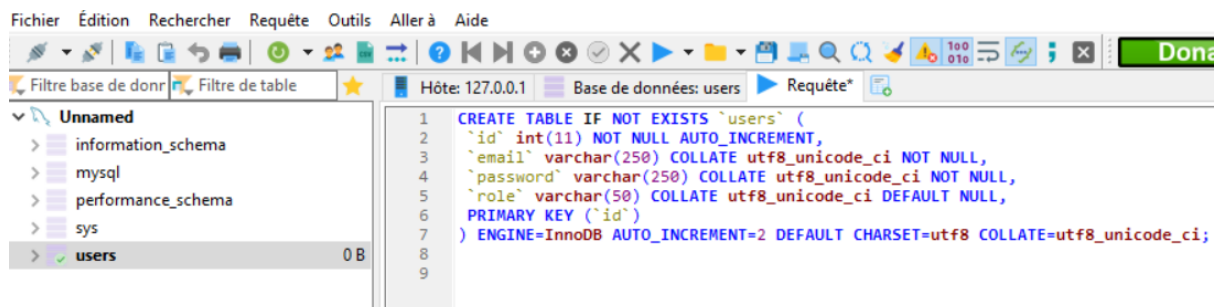 Fichier Édition Rechercher Requête Outils Aller à Aide
Filtre base de donr Filtre de table
Hôte: 127.0.0.1 Base de données: users Requête*
Unnamed
information_schema
mysql
performance_schema
sys
users 0 B
1 CREATE TABLE IF NOT EXISTS `users` (
2 `id` int(11) NOT NULL AUTO_INCREMENT,
3 `email` varchar(250) COLLATE utf8_unicode_ci NOT NULL,
4 `password` varchar(250) COLLATE utf8_unicode_ci NOT NULL,
5 `role` varchar(50) COLLATE utf8_unicode_ci DEFAULT NULL,
6 PRIMARY KEY (`id`)
7 ) ENGINE=InnoDB AUTO_INCREMENT=2 DEFAULT CHARSET=utf8 COLLATE=utf8_unicode_ci;
8
9
100
010
Dona